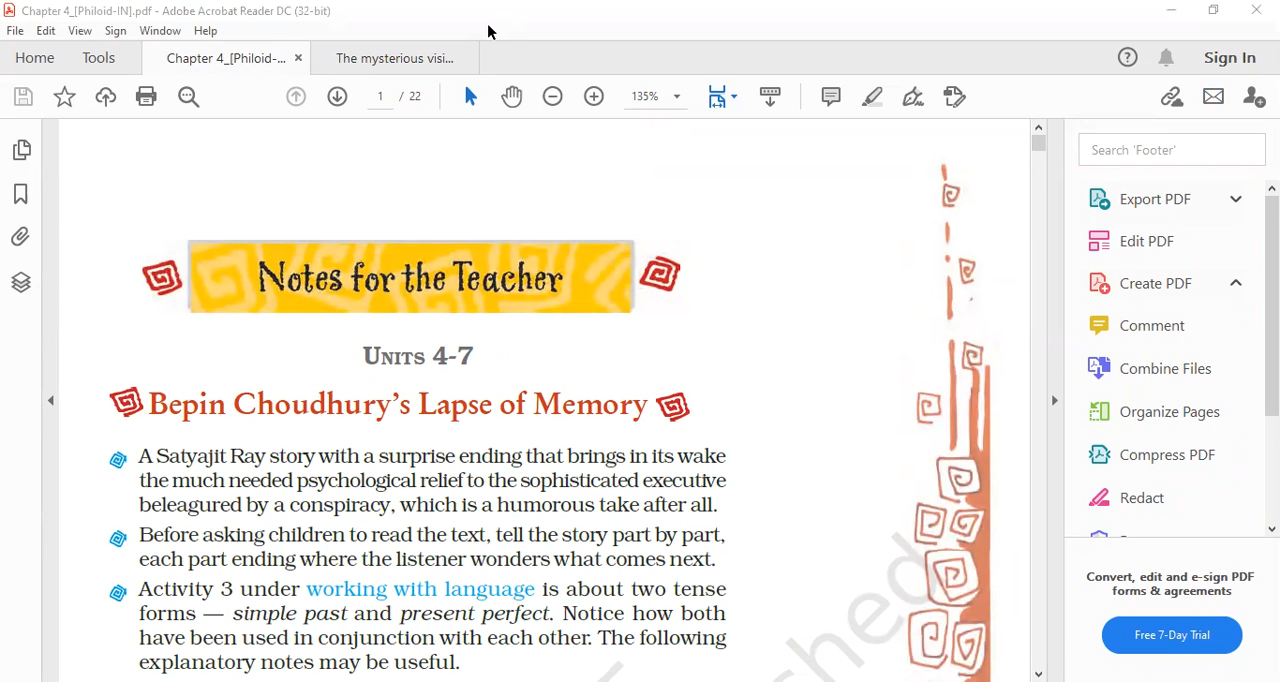 Chapter 4_[Philoid-IN].pdf - Adobe Acrobat Reader DC (32-bit)
File Edit View Sign Window Help
Home Tools Chapter 4_[Philoid-... × The mysterious visi... Sign In
1 / 22 135%
Search 'Footer'
Export PDF
Edit PDF
Create PDF
Comment
Combine Files
Organize Pages
Compress PDF
Redact
Convert, edit and e-sign PDF
forms & agreements
Free 7-Day Trial
Notes for the Teacher
UNITS 4-7
Bepin Choudhury's Lapse of Memory
A Satyajit Ray story with a surprise ending that brings in its wake
the much needed psychological relief to the sophisticated executive
beleagured by a conspiracy, which is a humorous take after all.
Before asking children to read the text, tell the story part by part,
each part ending where the listener wonders what comes next.
Activity 3 under working with language is about two tense
forms — simple past and present perfect. Notice how both
have been used in conjunction with each other. The following
explanatory notes may be useful.